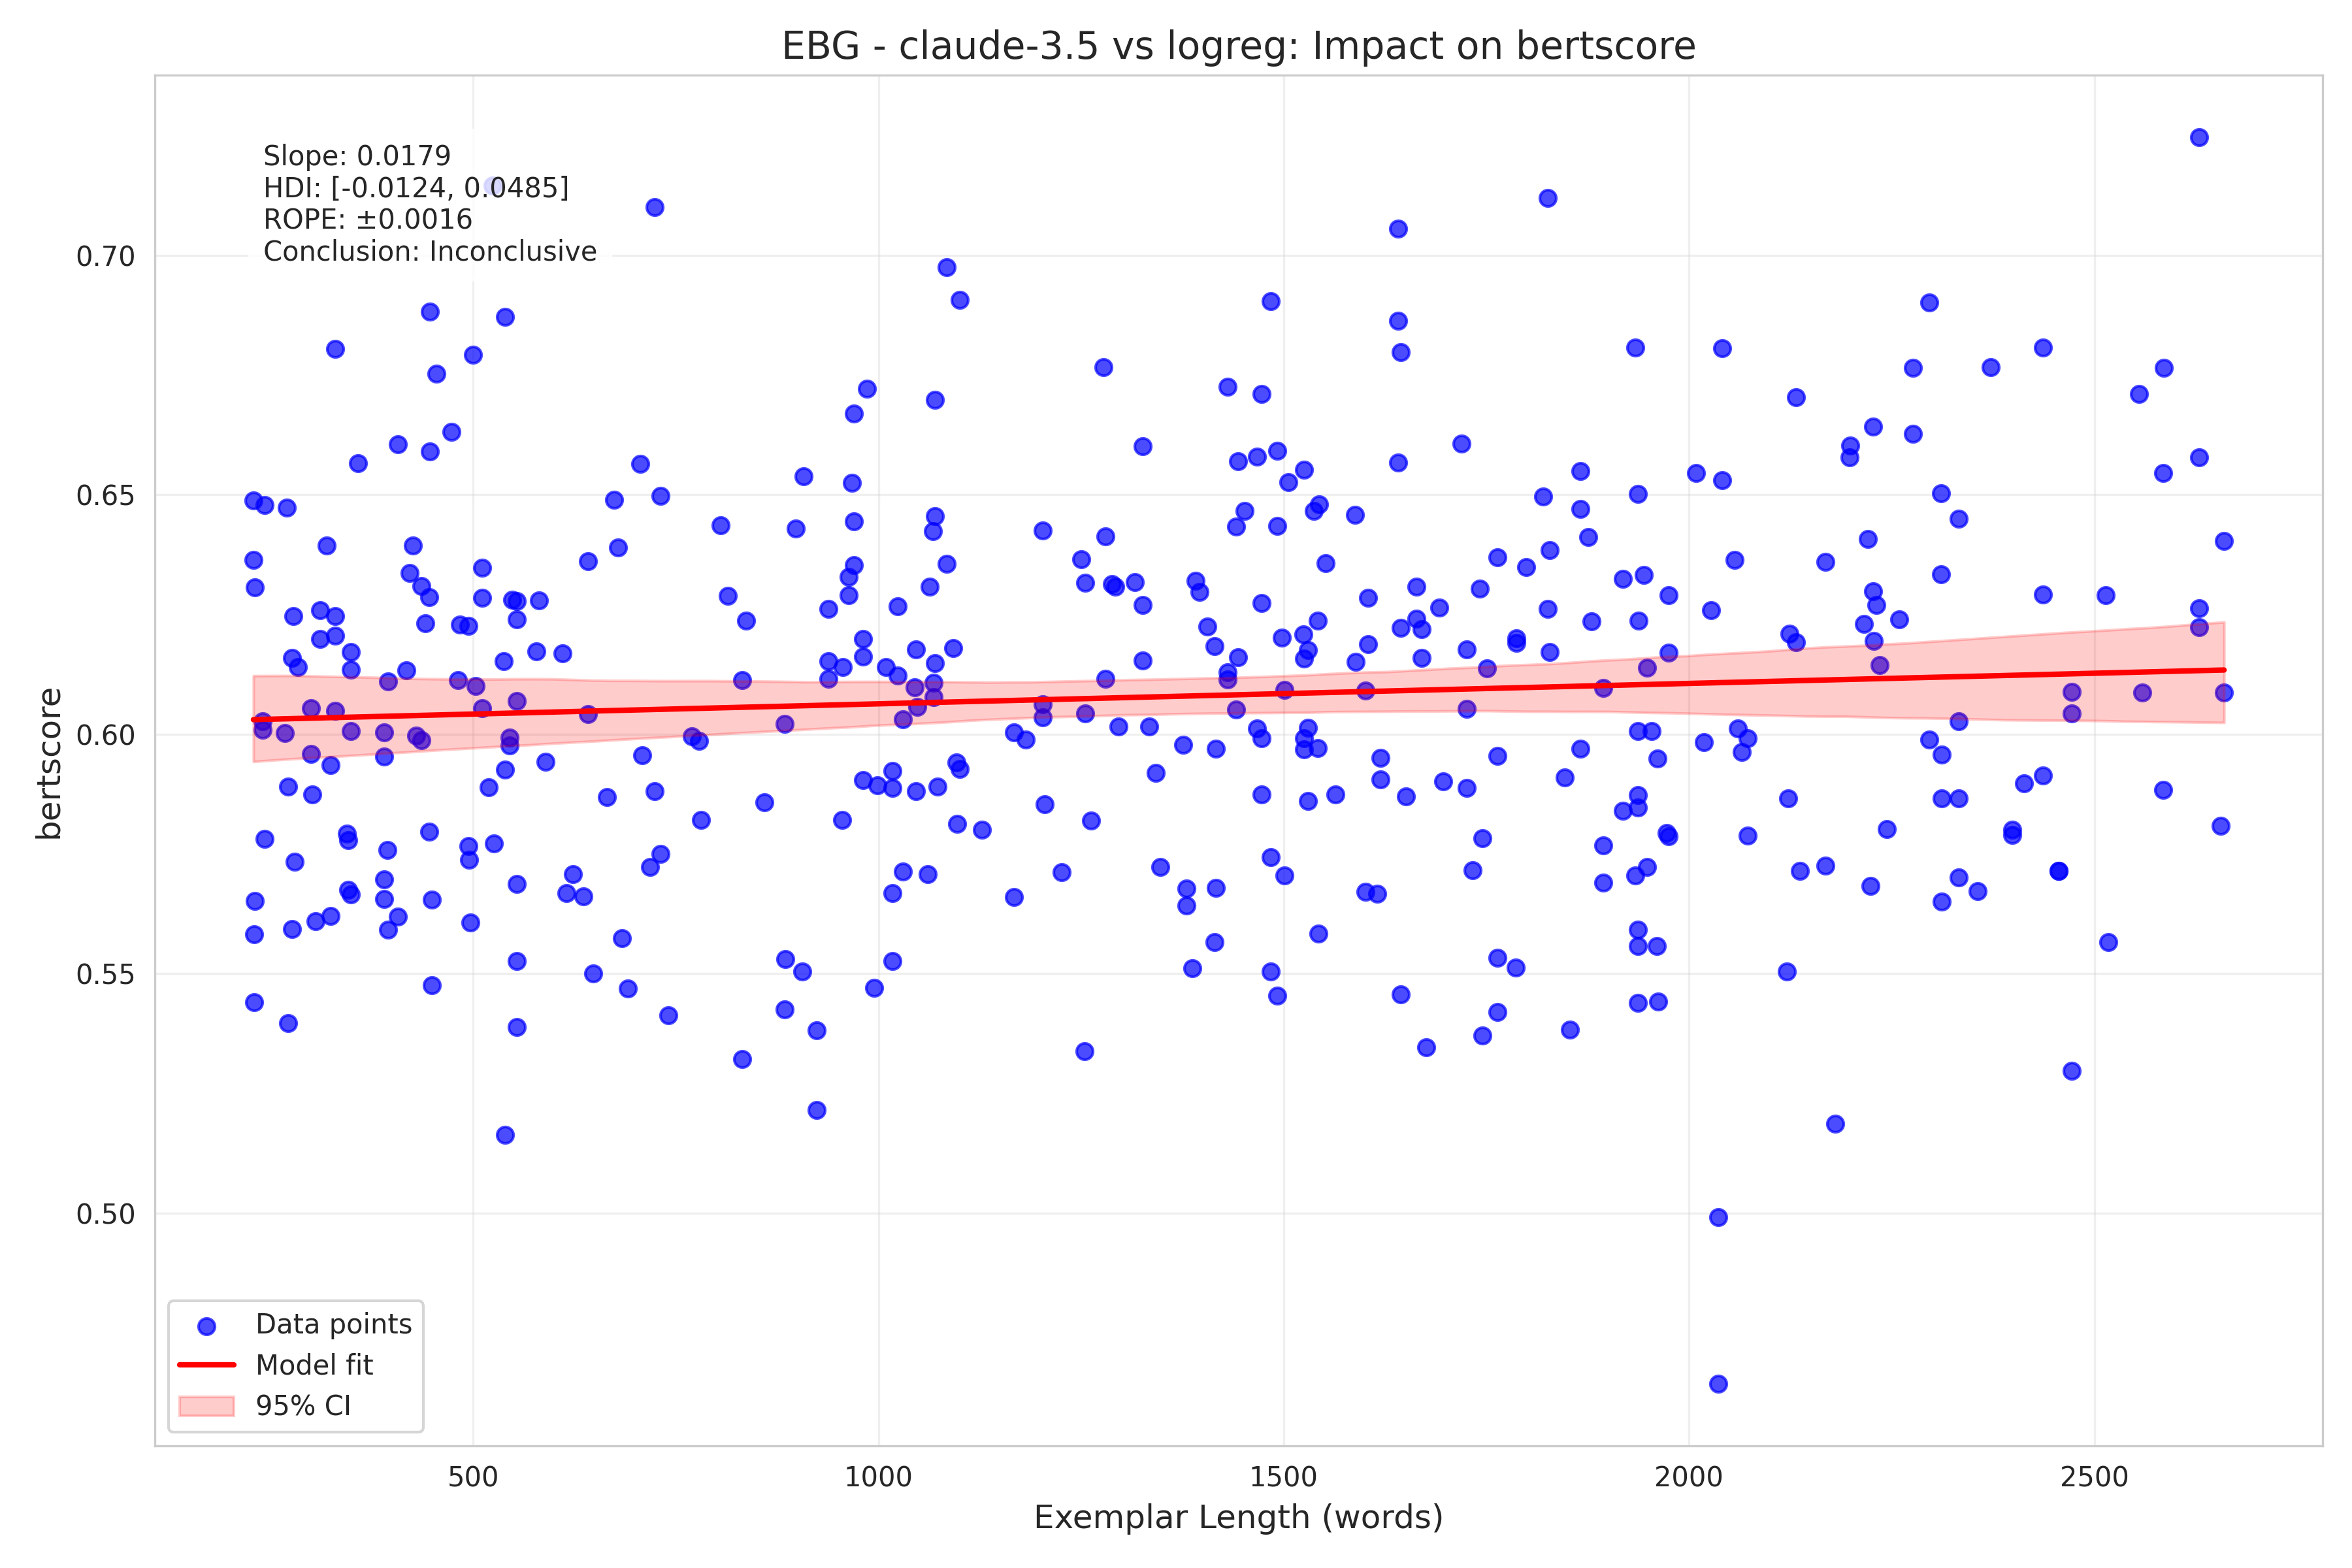 EBG - claude-3.5 vs logreg: Impact on bertscore
Slope: 0.0179
HDI: [-0.0124, 0.0485]
ROPE: ±0.0016
Conclusion: Inconclusive
0.70
0.65
0.60
0.55
0.50
bertscore
Data points
Model fit
95% CI
500
1000
1500
2000
2500
Exemplar Length (words)